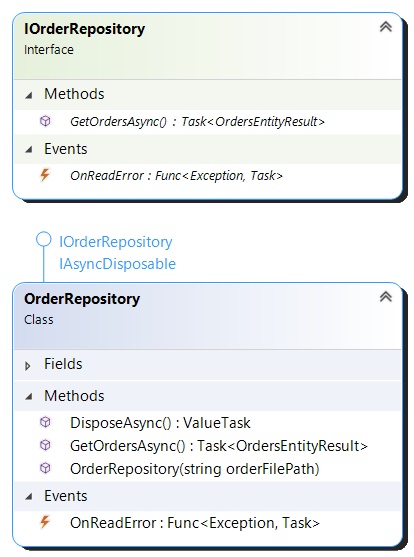 IOrderRepository
Interface
Methods
GetOrdersAsync() : Task<OrdersEntityResult>
Events
OnReadError : Func<Exception, Task>
IOrderRepository
IAsyncDisposable
OrderRepository
Class
Fields
Methods
DisposeAsync() : ValueTask
GetOrdersAsync() : Task<OrdersEntityResult>
OrderRepository(string orderFilePath)
Events
OnReadError : Func<Exception, Task>